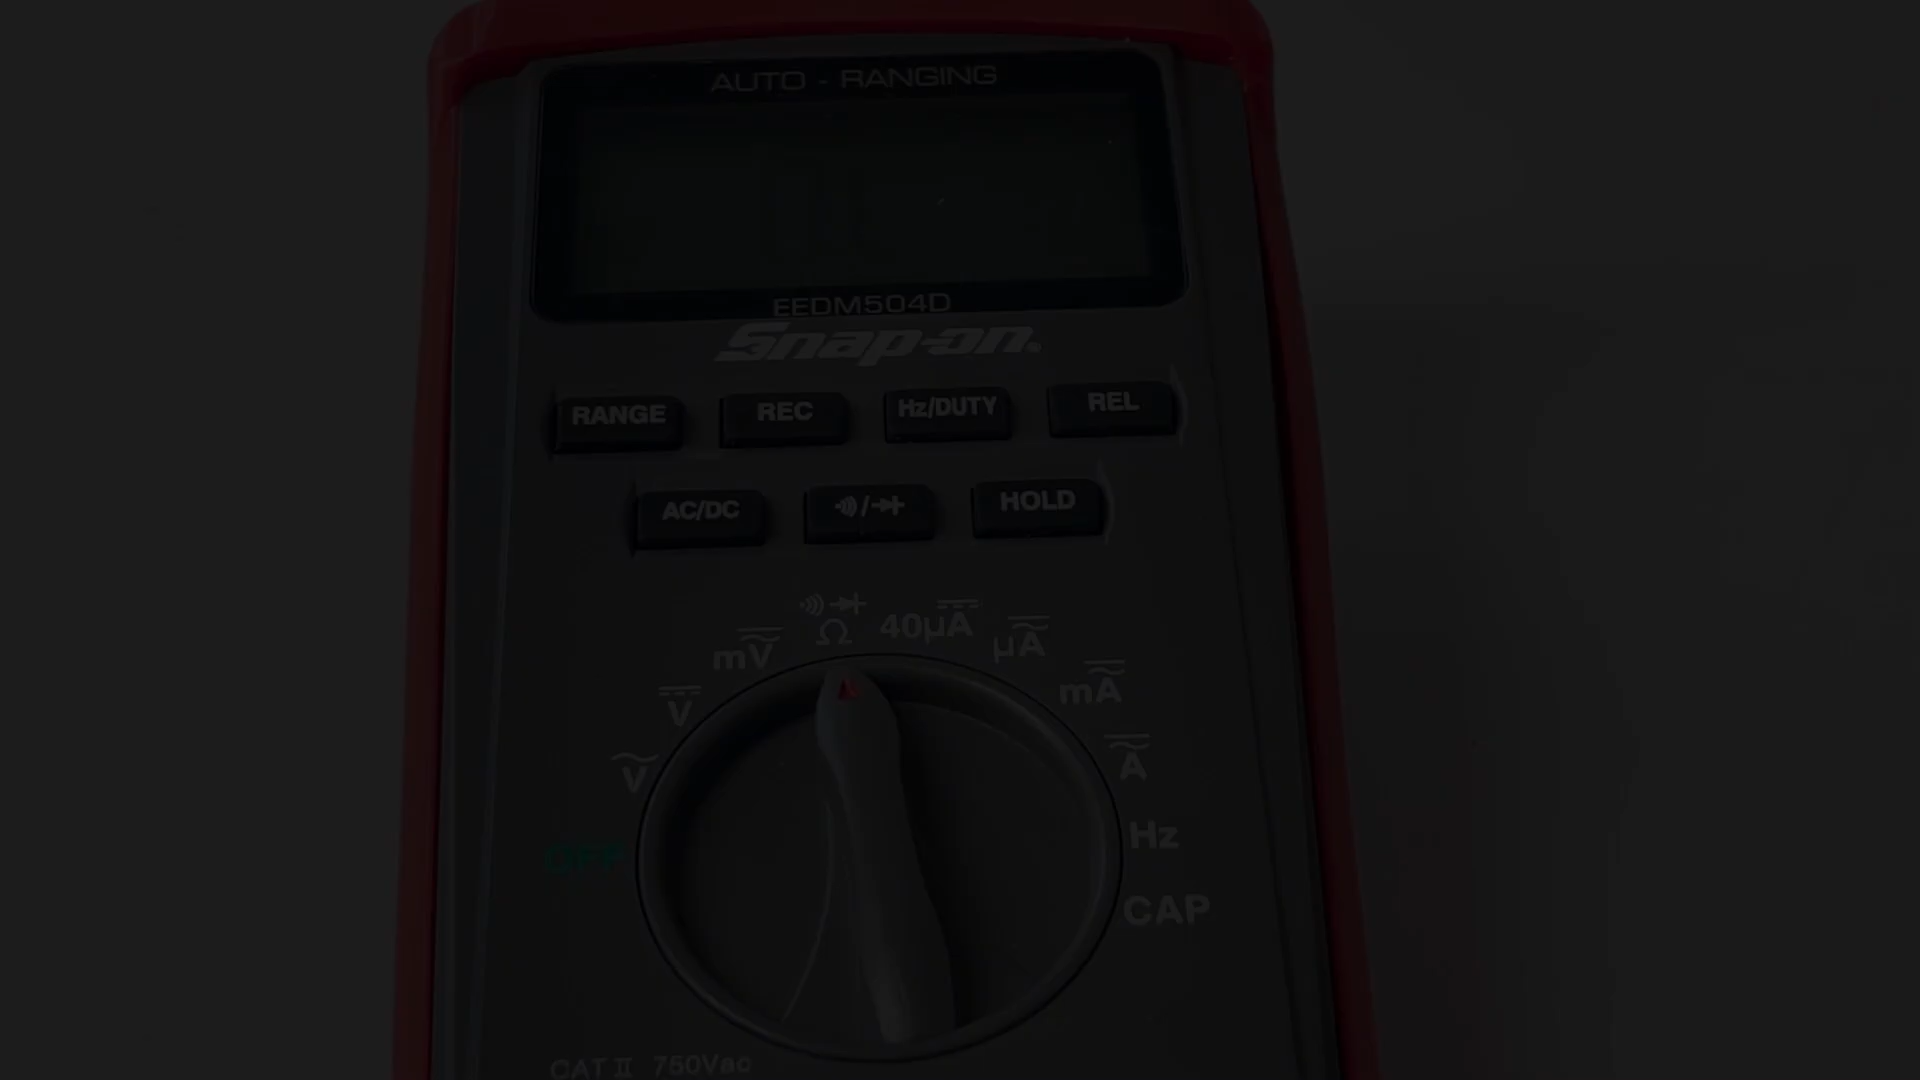 AUTO - RANGING
EEDM504D
Snap-on®
RANGE REC Hz/DUTY REL
AC/DC HOLD
mV Ω 40µA µA
V mA
V A
OFF Hz
CAP
CAT II 750Vac